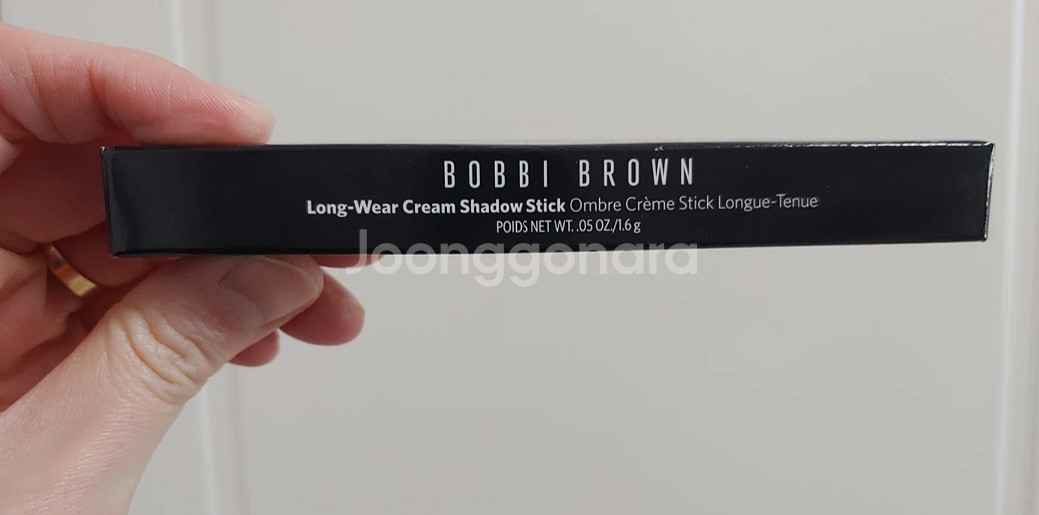 BOBBI BROWN
Long-Wear Cream Shadow Stick Ombre Crème Stick Longue-Tenue
POIDS NET WT. .05 OZ./1.6 g
Joonggonara